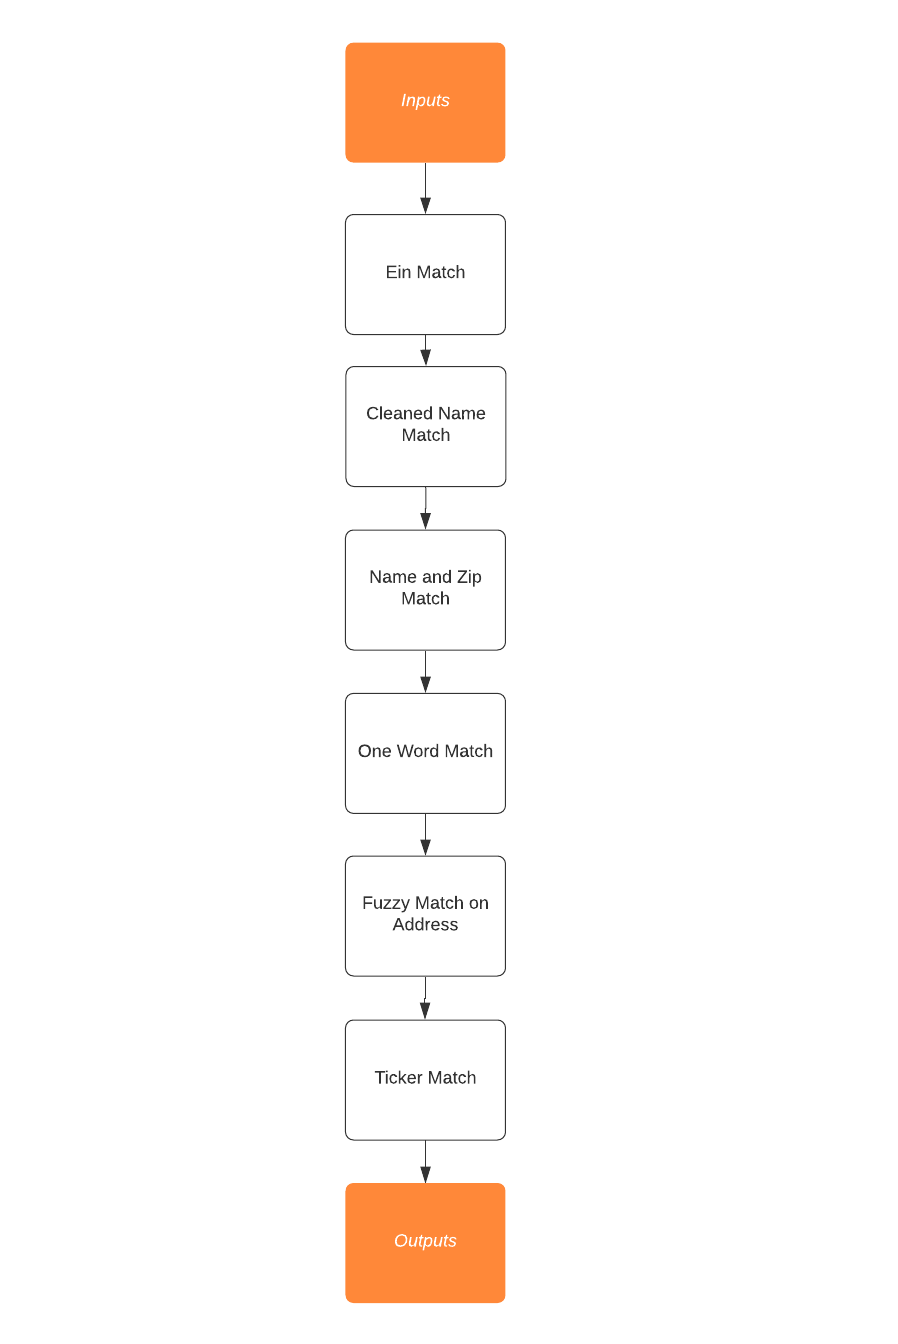 Inputs
Ein Match
Cleaned Name
Match
Name and Zip
Match
One Word Match
Fuzzy Match on
Address
Ticker Match
Outputs